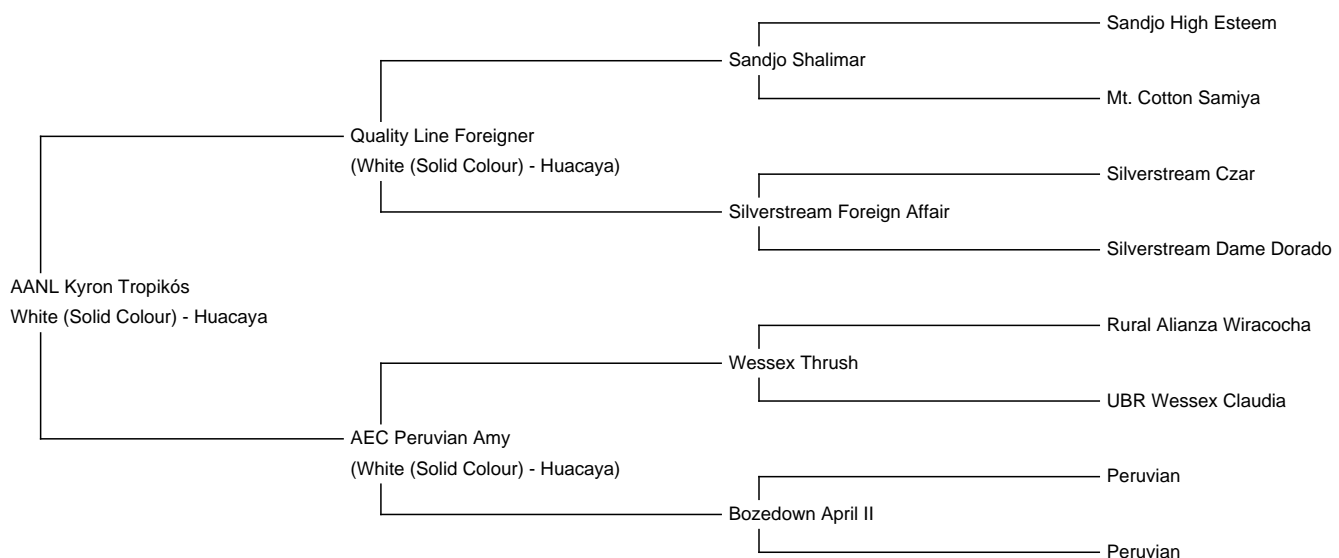 Sandjo High Esteem
Sandjo Shalimar
Mt. Cotton Samiya
Quality Line Foreigner
(White (Solid Colour) - Huacaya)
Silverstream Czar
Silverstream Foreign Affair
Silverstream Dame Dorado
AANL Kyron Tropikós
White (Solid Colour) - Huacaya
Rural Alianza Wiracocha
Wessex Thrush
UBR Wessex Claudia
AEC Peruvian Amy
(White (Solid Colour) - Huacaya)
Peruvian
Bozedown April II
Peruvian